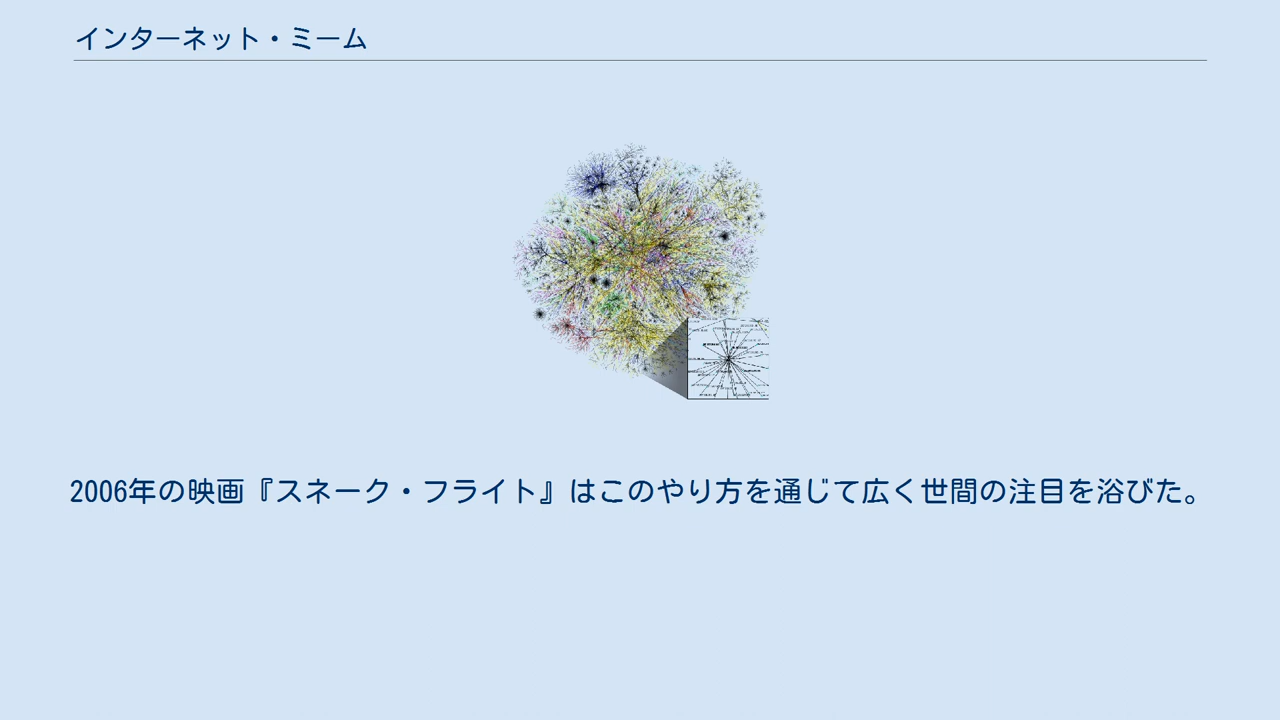 インターネット・ミーム
2006年の映画『スネーク・フライト』はこのやり方を通じて広く世間の注目を浴びた。